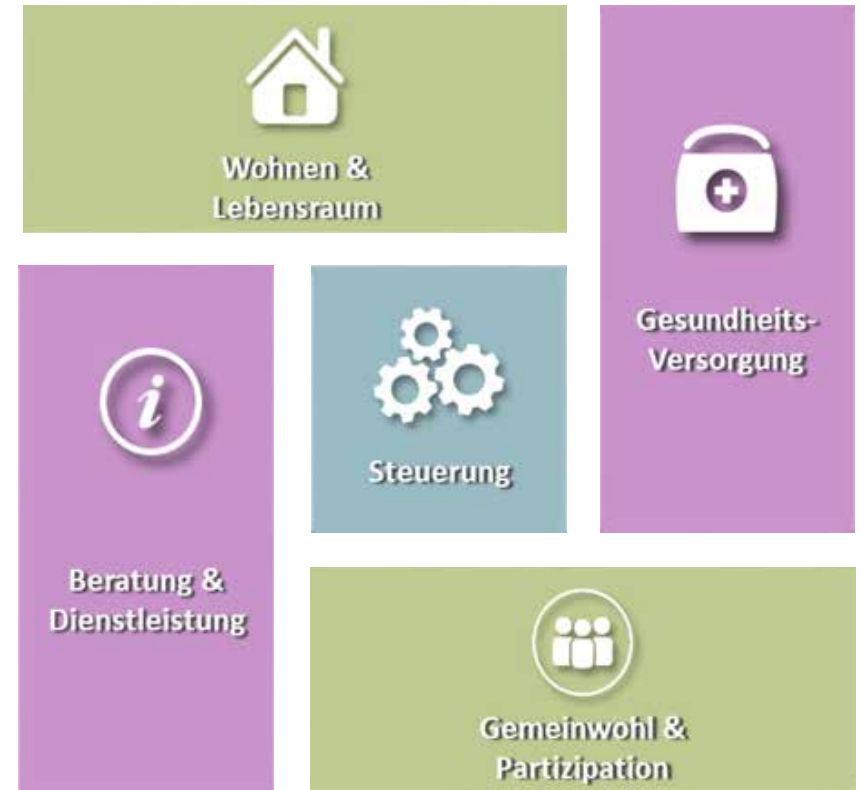 Wohnen &
Lebensraum
Gesundheits-
Versorgung
Steuerung
Beratung &
Dienstleistung
Gemeinwohl &
Partizipation